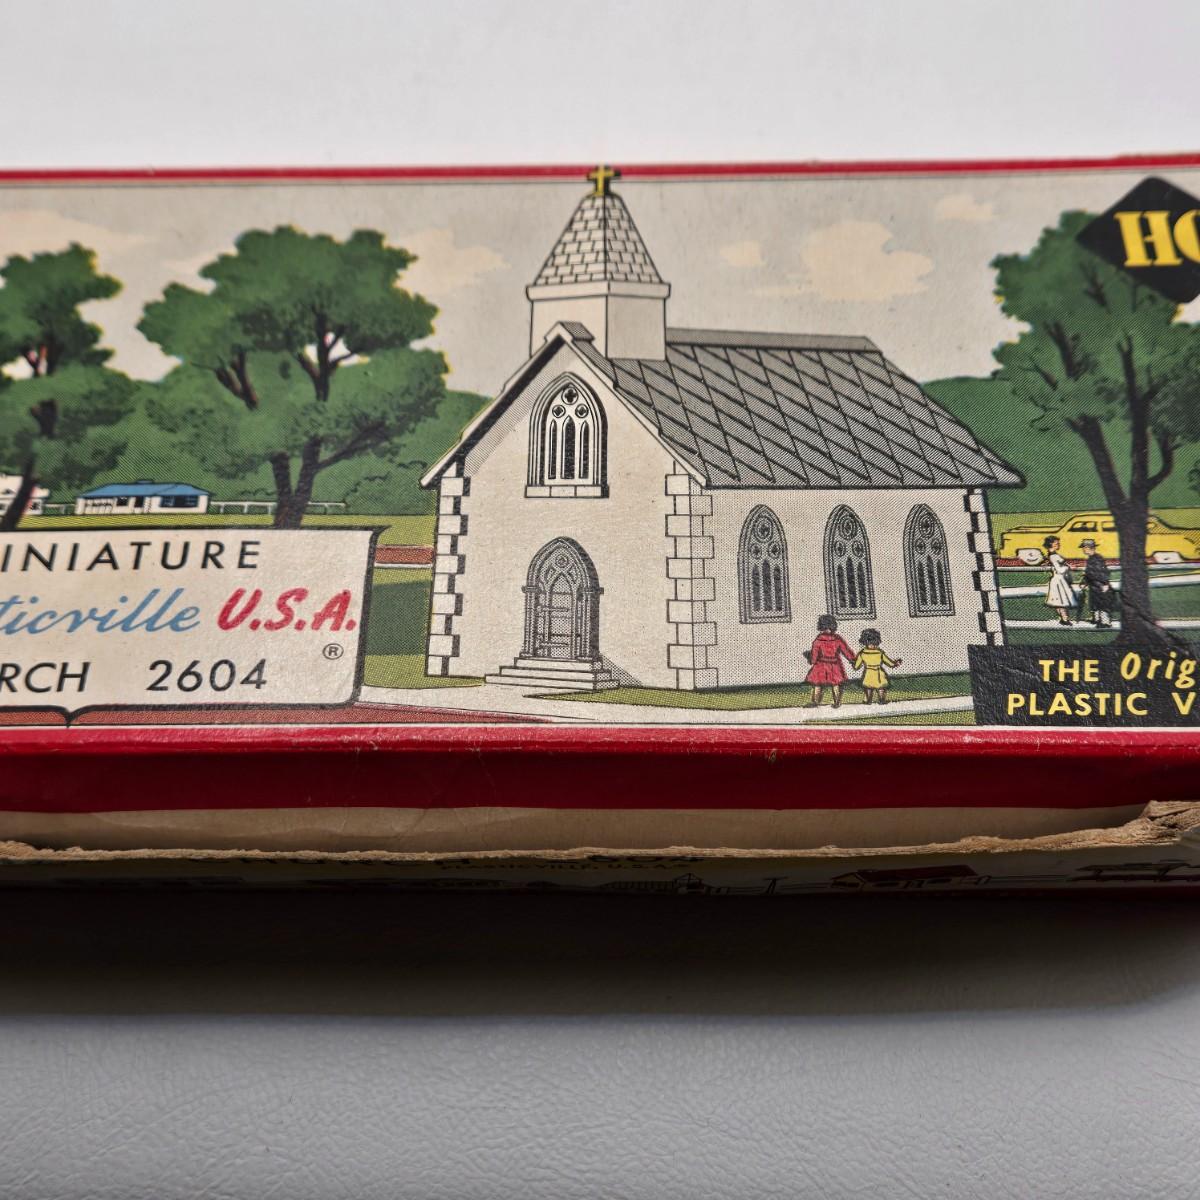 HO
INIATURE
ticville U.S.A.
®
RCH 2604
THE Orig
PLASTIC V